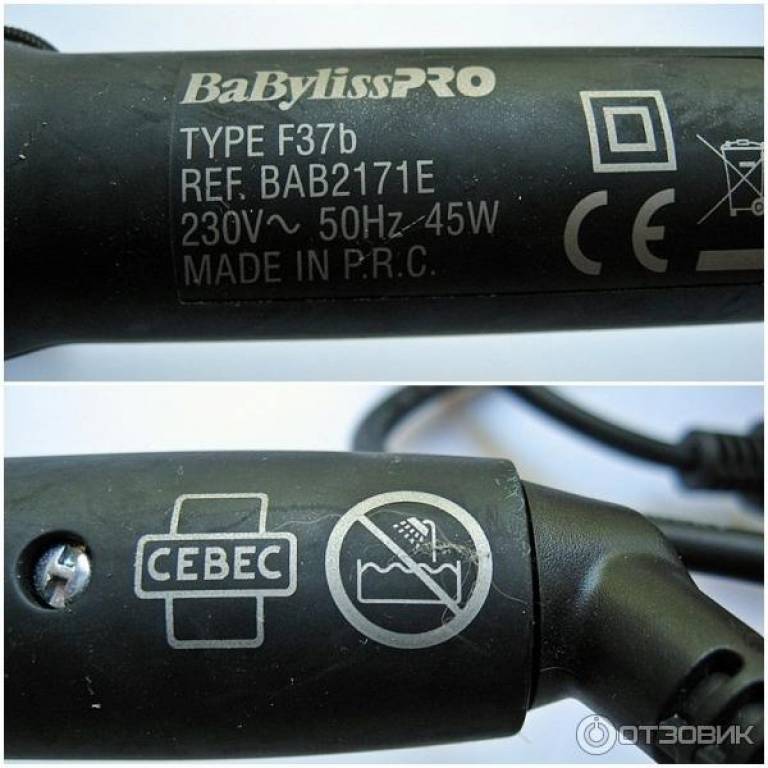 BaBylissPRO
TYPE F37b
REF. BAB2171E
230V~ 50Hz 45W
MADE IN P.R.C.
CE
CEBEC
ОТЗОВИК